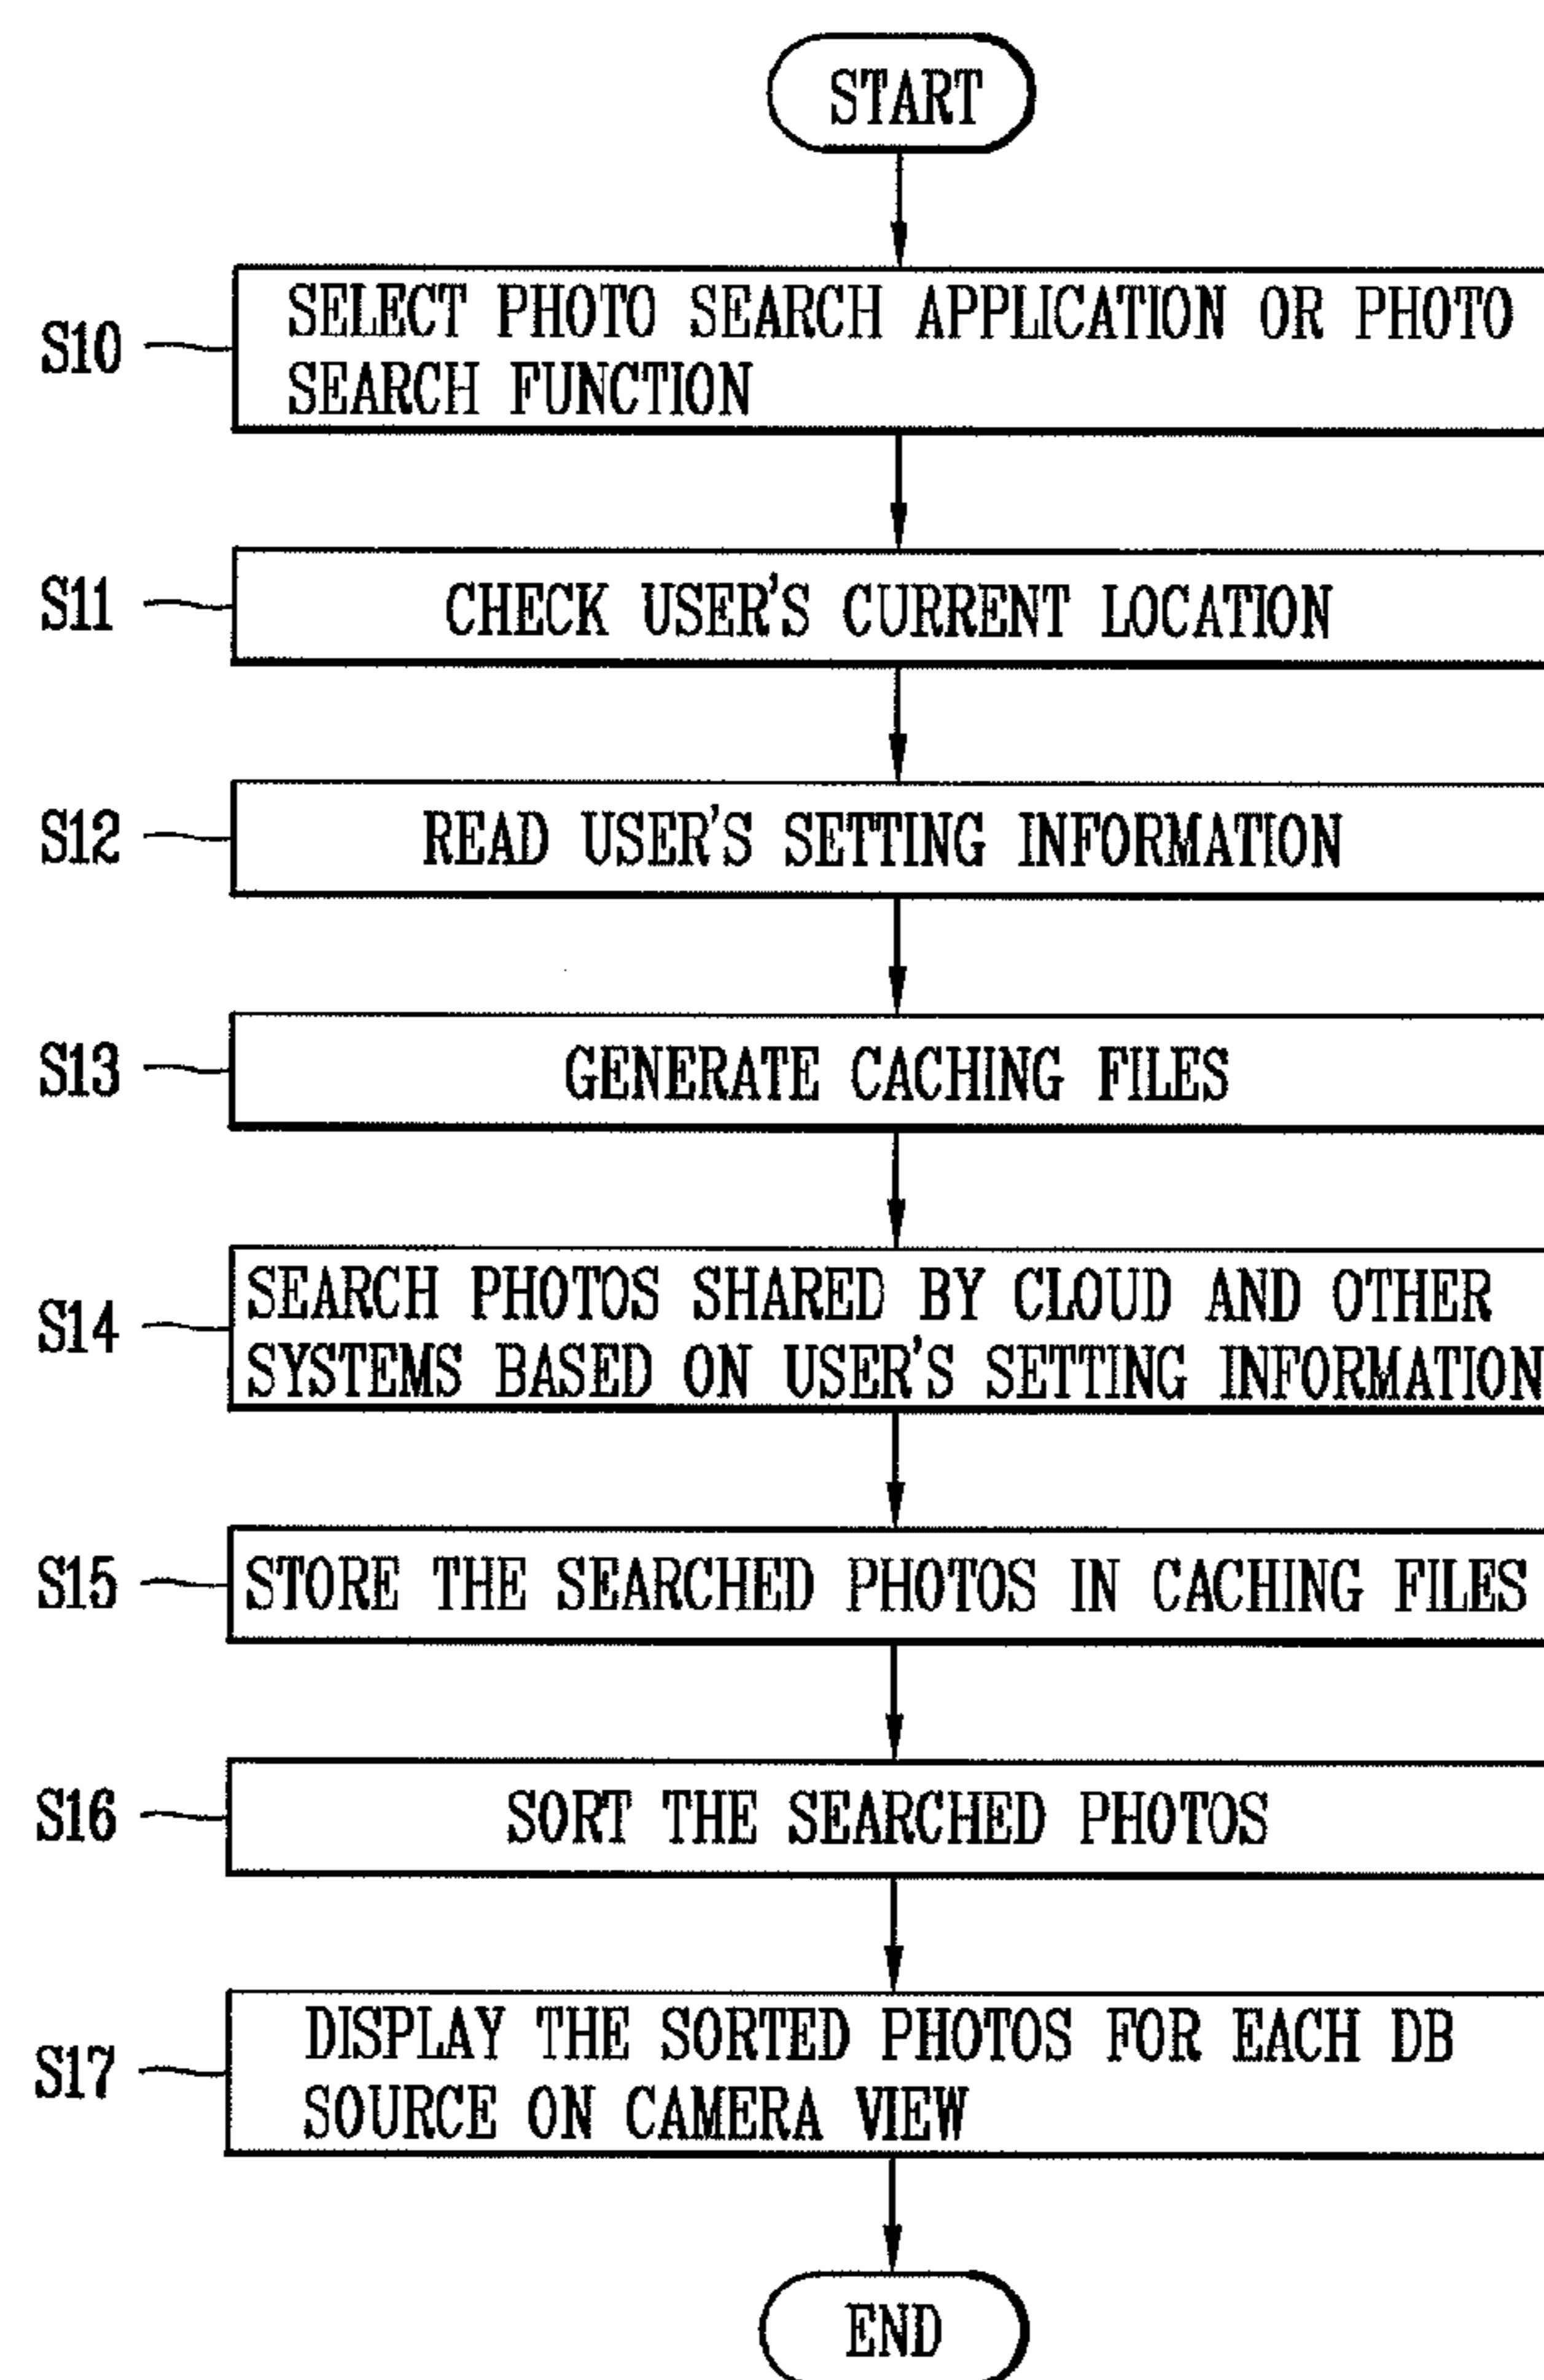 START
S10
SELECT PHOTO SEARCH APPLICATION OR PHOTO
SEARCH FUNCTION
S11
CHECK USER'S CURRENT LOCATION
S12
READ USER'S SETTING INFORMATION
S13
GENERATE CACHING FILES
S14
SEARCH PHOTOS SHARED BY CLOUD AND OTHER
SYSTEMS BASED ON USER'S SETTING INFORMATION
S15
STORE THE SEARCHED PHOTOS IN CACHING FILES
S16
SORT THE SEARCHED PHOTOS
S17
DISPLAY THE SORTED PHOTOS FOR EACH DB
SOURCE ON CAMERA VIEW
END